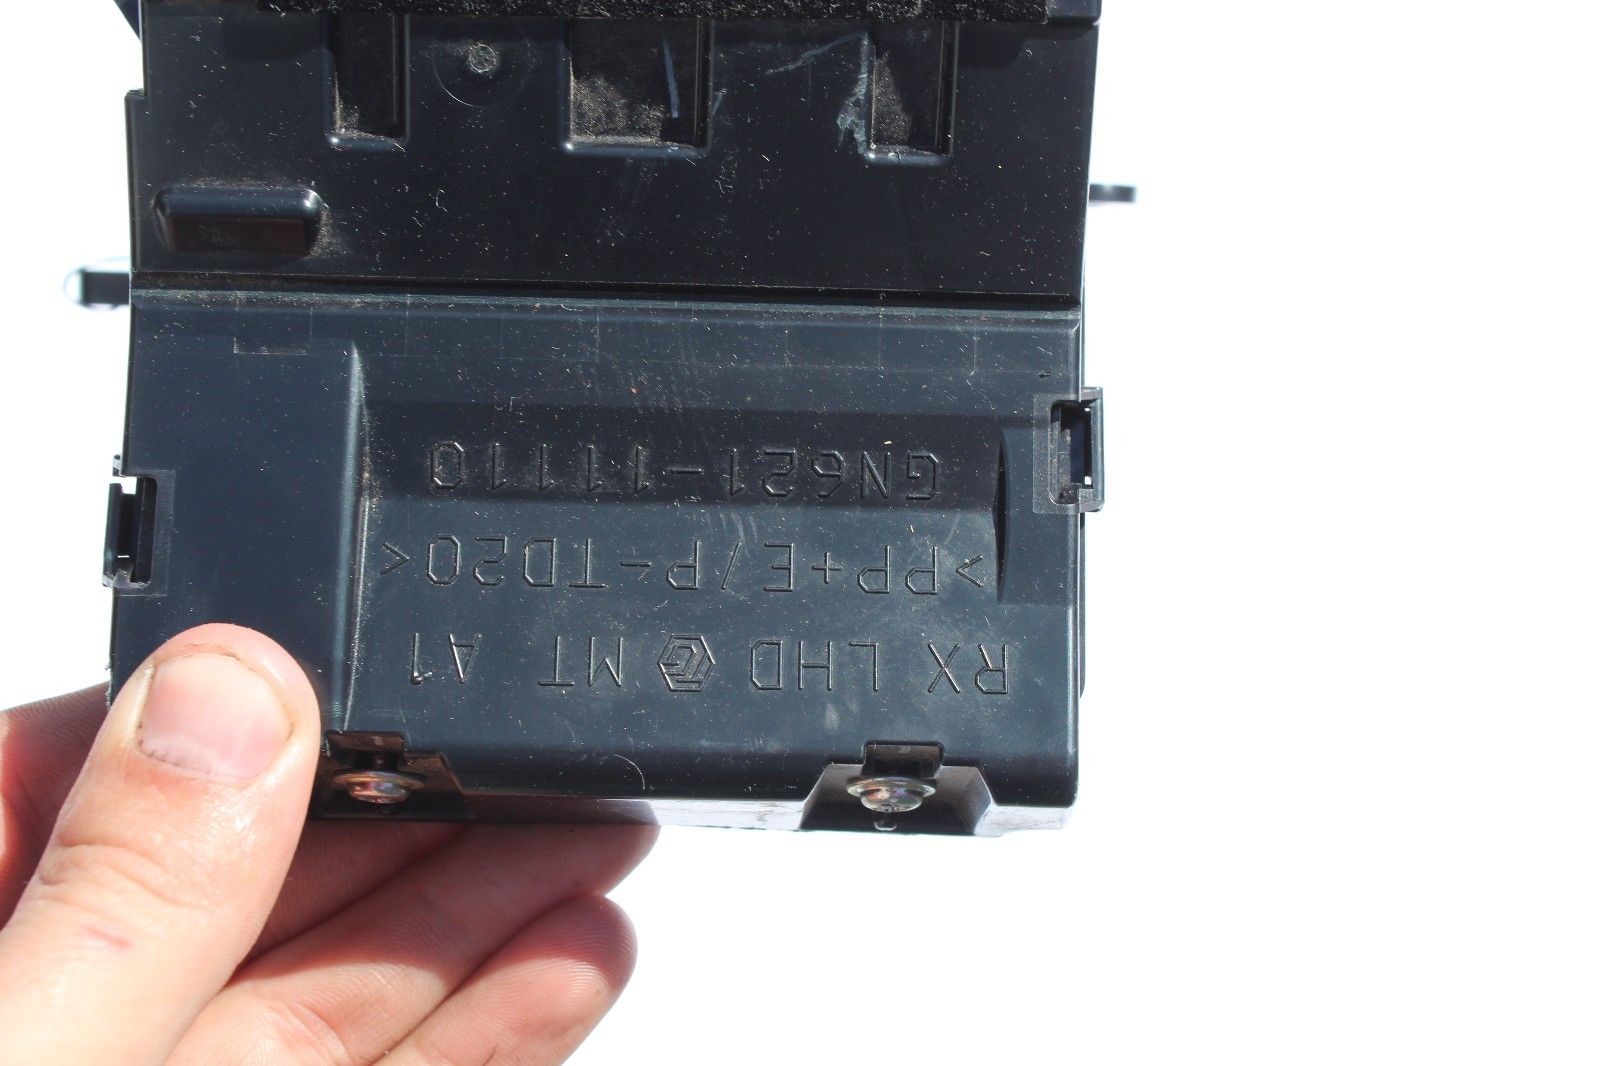 RX LHD MT A1
>PP+E/P-TD20<
GN621-11110